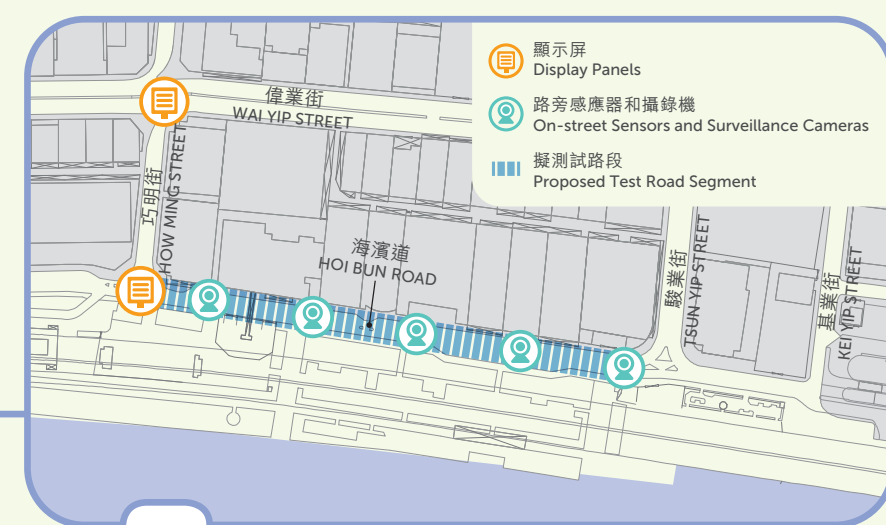 顯示屏
Display Panels
路旁感應器和攝錄機
On-street Sensors and Surveillance Cameras
擬測試路段
Proposed Test Road Segment
偉業街
WAI YIP STREET
巧明街
HOW MING STREET
海濱道
HOI BUN ROAD
駿業街
TSUN YIP STREET
基業街
KEI YIP STREET